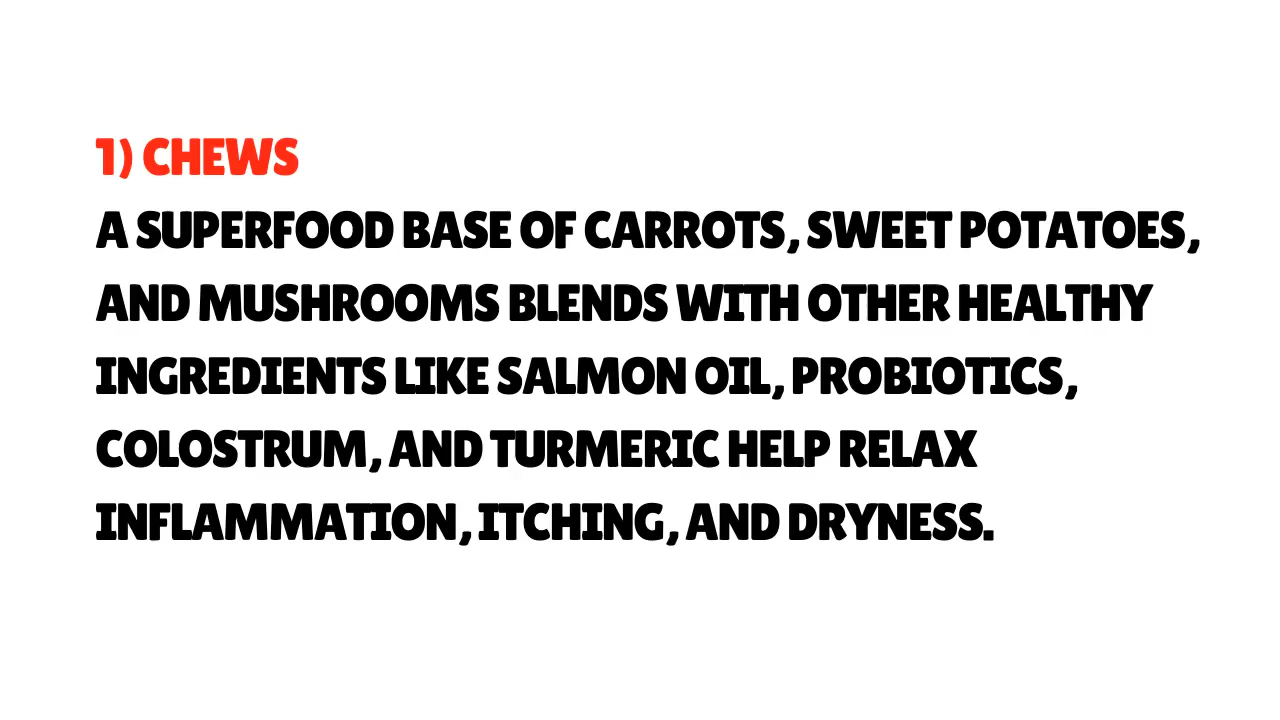 1) CHEWS
A SUPERFOOD BASE OF CARROTS, SWEET POTATOES,
AND MUSHROOMS BLENDS WITH OTHER HEALTHY
INGREDIENTS LIKE SALMON OIL, PROBIOTICS,
COLOSTRUM, AND TURMERIC HELP RELAX
INFLAMMATION, ITCHING, AND DRYNESS.